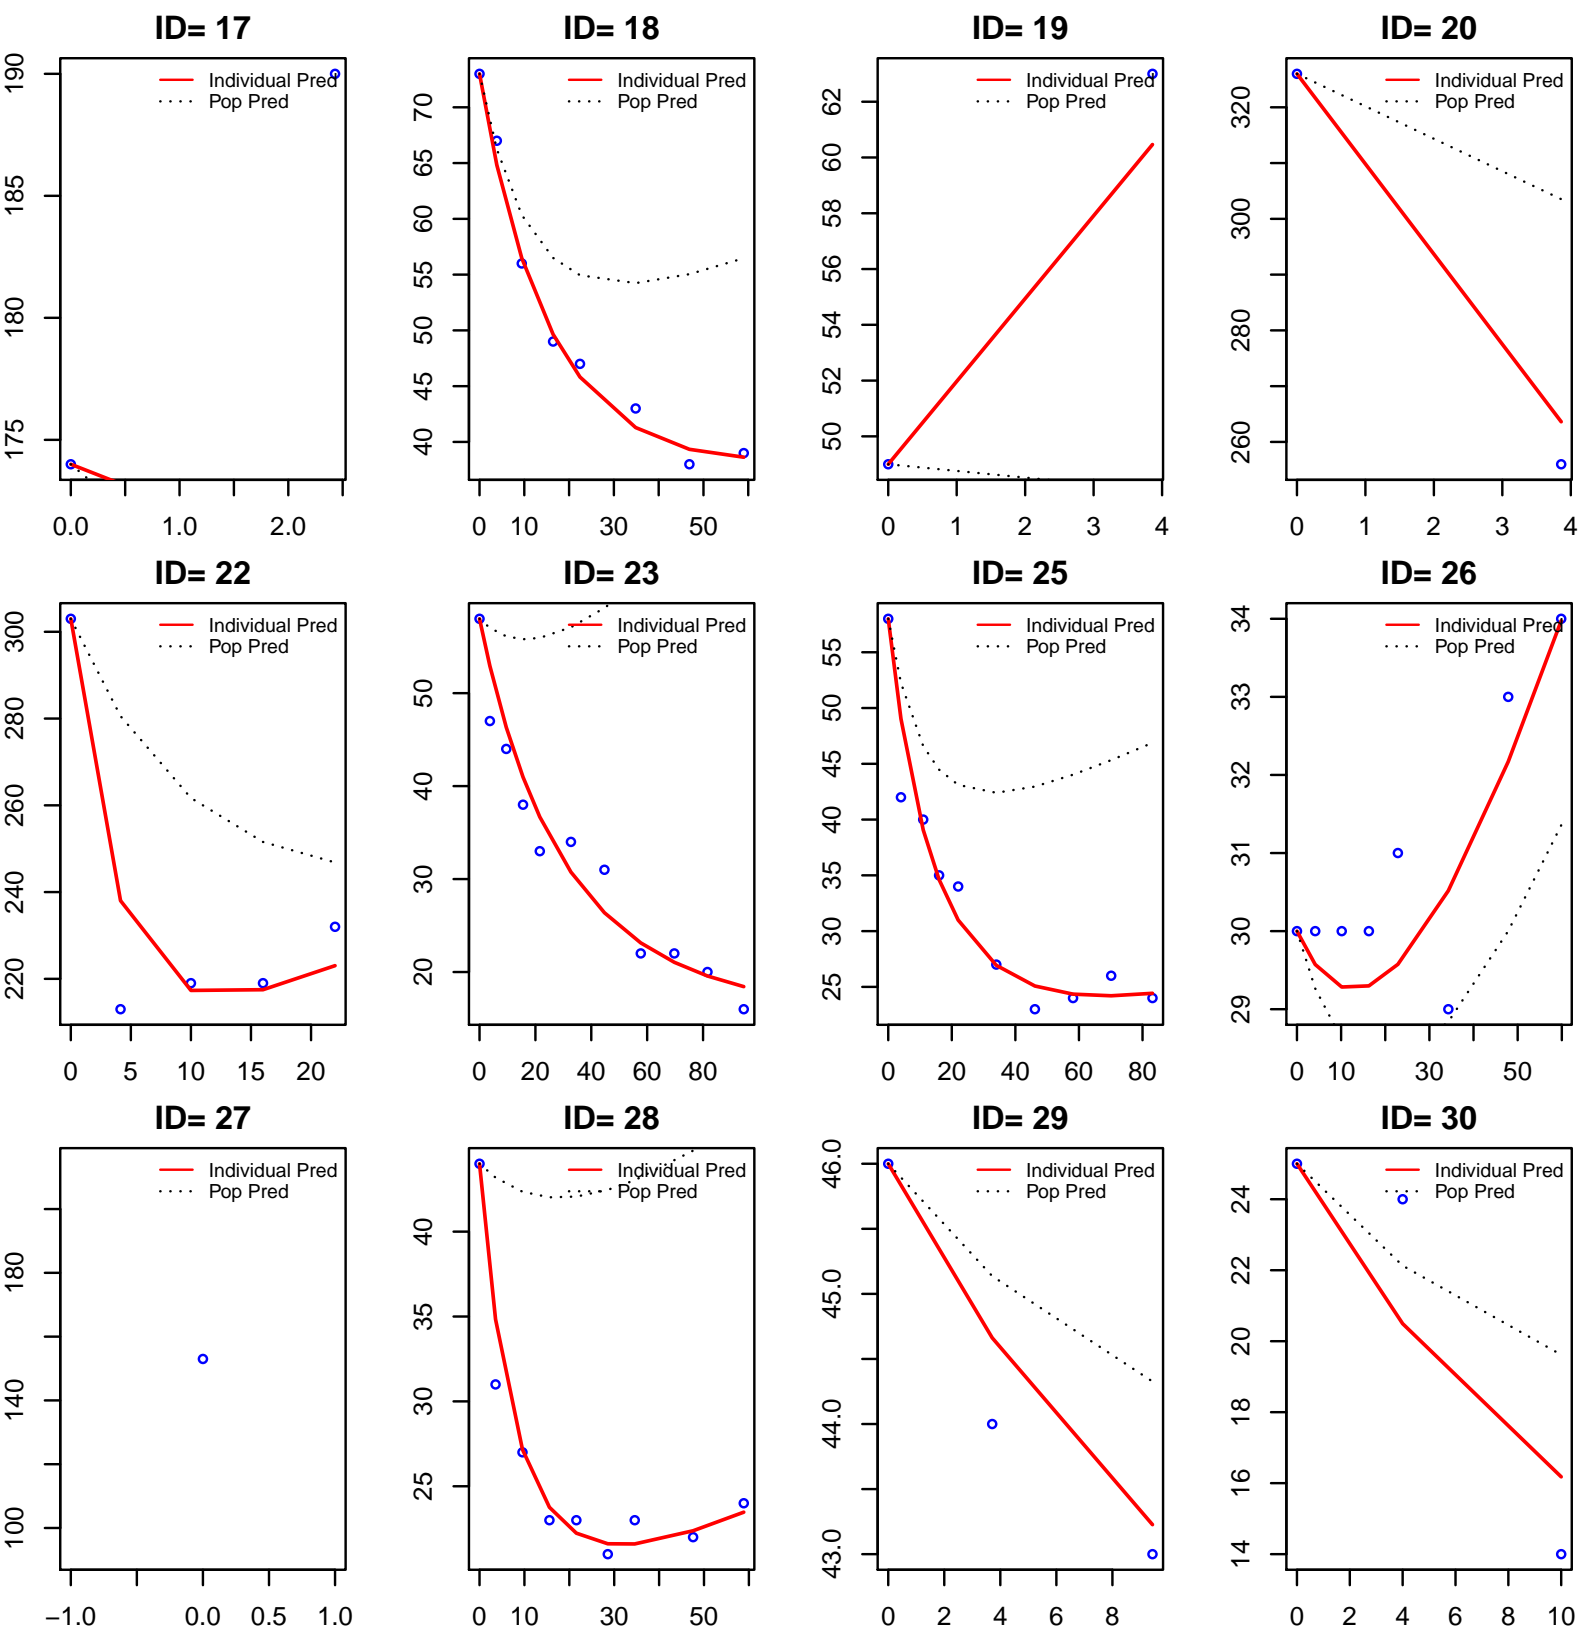 ID= 17
ID= 18
ID= 19
ID= 20
Individual Pred
Pop Pred
Individual Pred
Pop Pred
Individual Pred
Pop Pred
Individual Pred
Pop Pred
190
185
180
175
70
65
60
55
50
45
40
62
60
58
56
54
52
50
320
300
280
260
0.0 1.0 2.0
0 10 30 50
0 1 2 3 4
0 1 2 3 4
ID= 22
ID= 23
ID= 25
ID= 26
Individual Pred
Pop Pred
Individual Pred
Pop Pred
Individual Pred
Pop Pred
Individual Pred
Pop Pred
300
280
260
240
220
50
40
30
20
55
50
45
40
35
30
25
34
33
32
31
30
29
0 5 10 15 20
0 20 40 60 80
0 20 40 60 80
0 10 30 50
ID= 27
ID= 28
ID= 29
ID= 30
Individual Pred
Pop Pred
Individual Pred
Pop Pred
Individual Pred
Pop Pred
Individual Pred
Pop Pred
180
140
100
40
35
30
25
46.0
45.0
44.0
43.0
24
22
20
18
16
14
−1.0 0.0 0.5 1.0
0 10 30 50
0 2 4 6 8
0 2 4 6 8 10